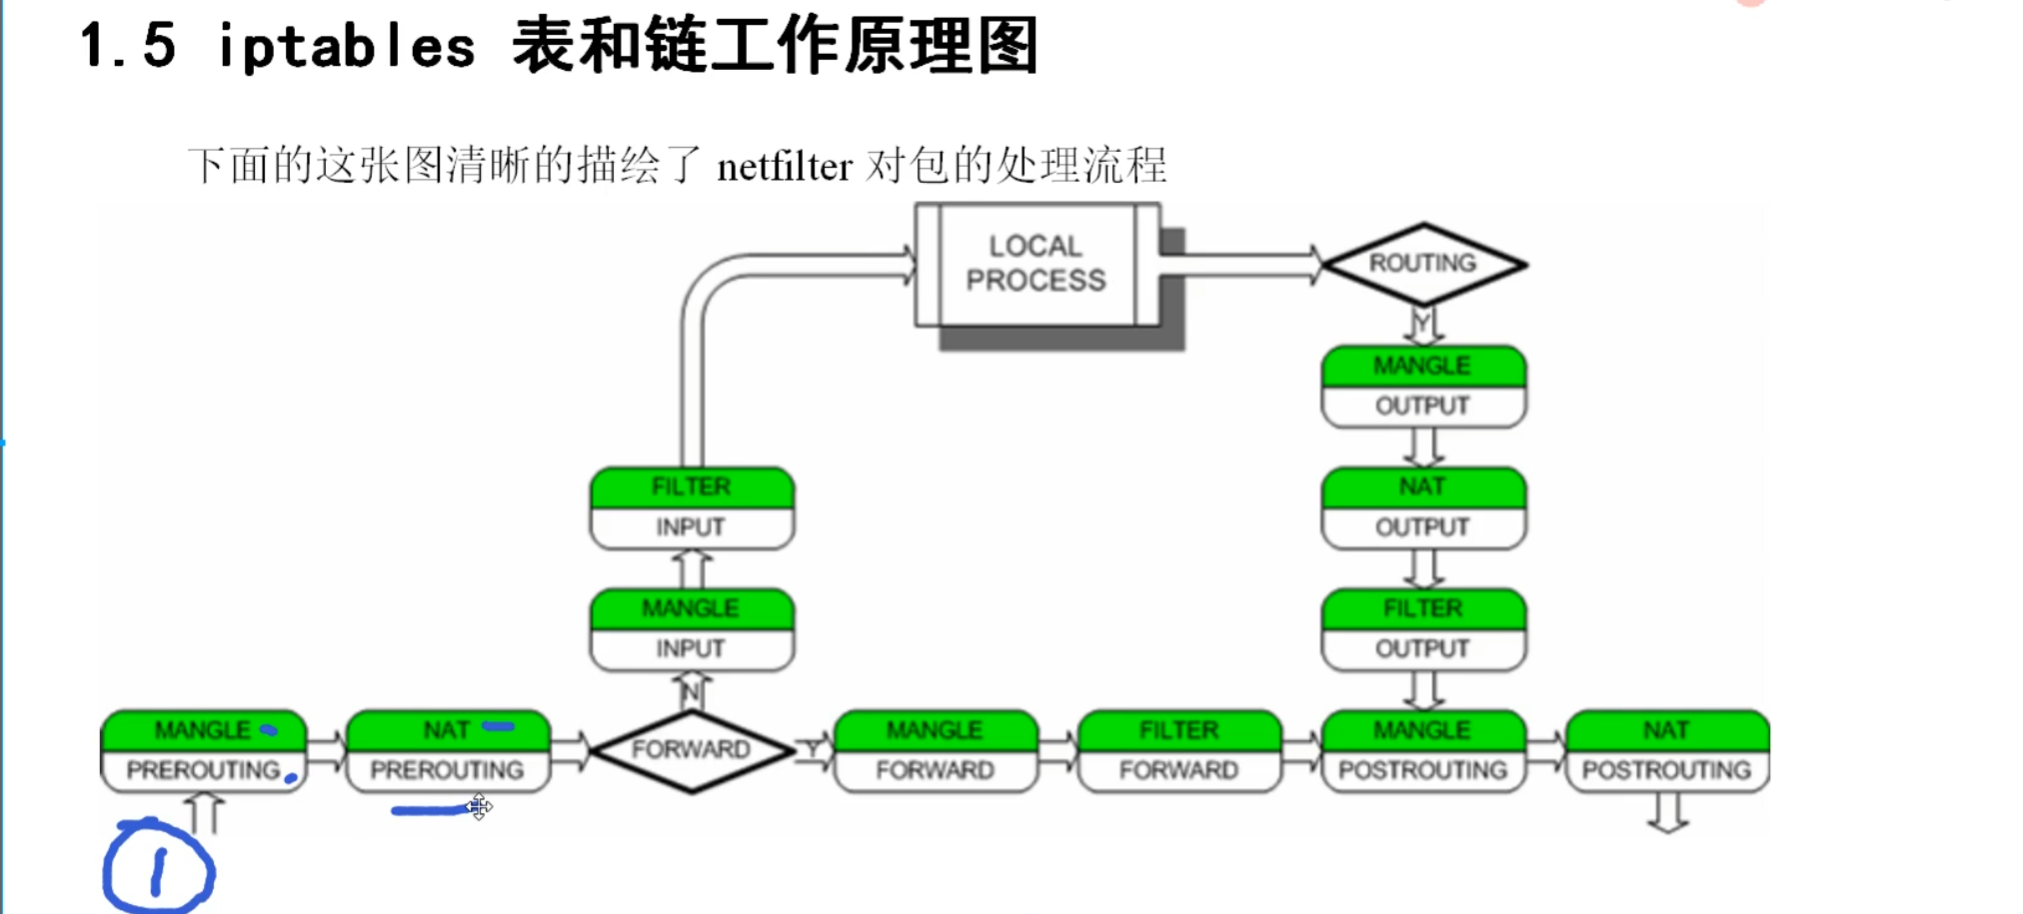 1.5 iptables 表和链工作原理图
下面的这张图清晰的描绘了 netfilter 对包的处理流程
LOCAL
PROCESS
ROUTING
Y
MANGLE
OUTPUT
FILTER
INPUT
NAT
OUTPUT
MANGLE
INPUT
FILTER
OUTPUT
N
MANGLE
PREROUTING
NAT
PREROUTING
FORWARD
Y
MANGLE
FORWARD
FILTER
FORWARD
MANGLE
POSTROUTING
NAT
POSTROUTING
1